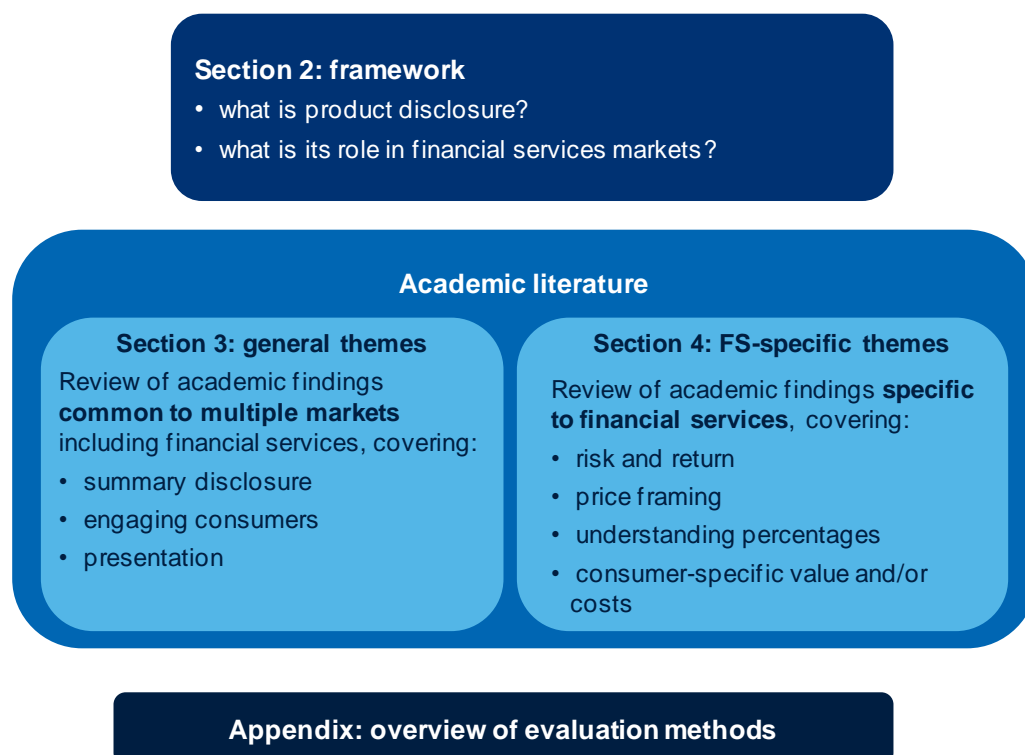 Section 2: framework
• what is product disclosure?
• what is its role in financial services markets?
Academic literature
Section 3: general themes
Review of academic findings
common to multiple markets
including financial services, covering:
• summary disclosure
• engaging consumers
• presentation
Section 4: FS-specific themes
Review of academic findings specific
to financial services, covering:
• risk and return
• price framing
• understanding percentages
• consumer-specific value and/or
costs
Appendix: overview of evaluation methods